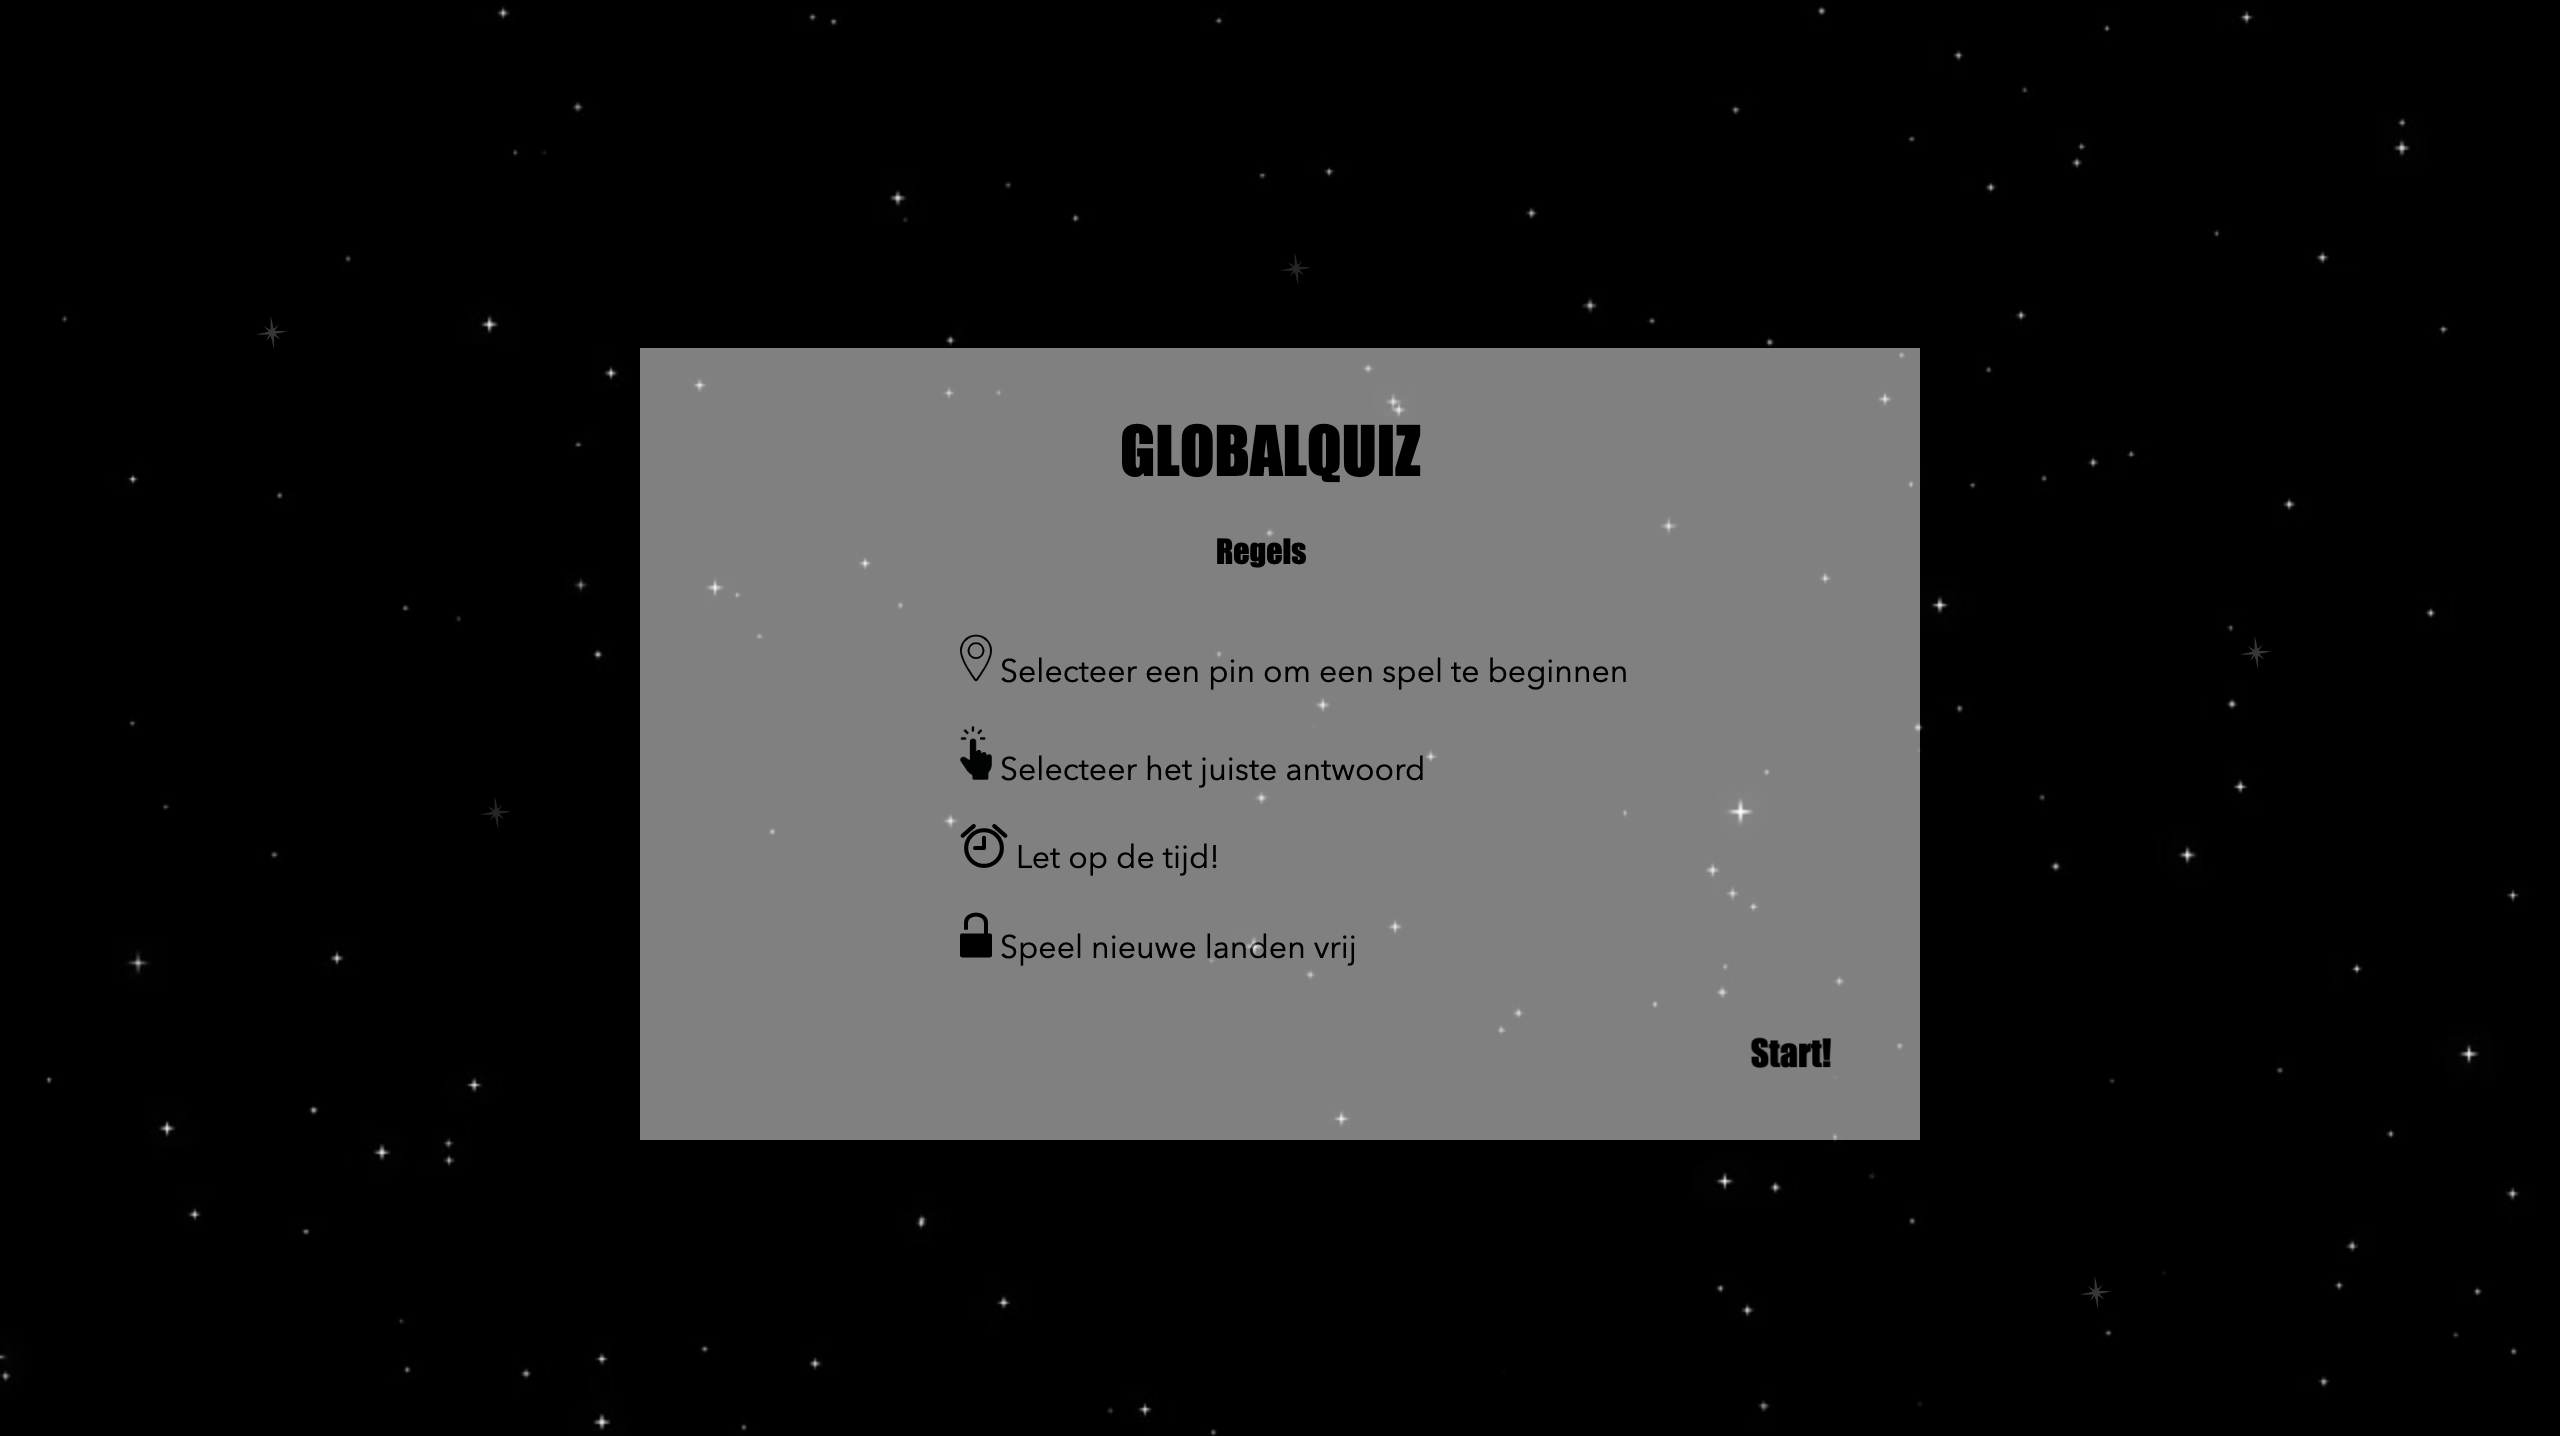 GLOBALQUIZ
Regels
Selecteer een pin om een spel te beginnen
Selecteer het juiste antwoord
Let op de tijd!
Speel nieuwe landen vrij
Start!